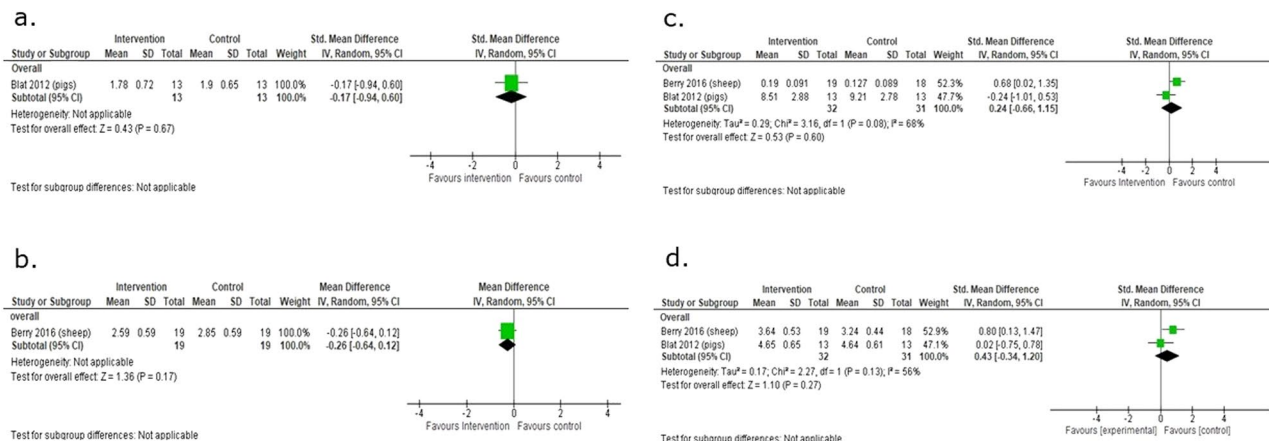 a.
Intervention Control Std. Mean Difference Std. Mean Difference
Study or Subgroup Mean SD Total Mean SD Total Weight IV, Random, 95% CI IV, Random, 95% CI
Overall
Blat 2012 (pigs) 1.78 0.72 13 1.9 0.65 13 100.0% -0.17 [-0.94, 0.60]
Subtotal (95% CI) 13 13 100.0% -0.17 [-0.94, 0.60]
Heterogeneity: Not applicable
Test for overall effect: Z = 0.43 (P = 0.67)
-4 -2 0 2 4
Favours intervention Favours control
Test for subgroup differences: Not applicable
b.
Intervention Control Mean Difference Mean Difference
Study or Subgroup Mean SD Total Mean SD Total Weight IV, Random, 95% CI IV, Random, 95% CI
overall
Berry 2016 (sheep) 2.59 0.59 19 2.85 0.59 19 100.0% -0.26 [-0.64, 0.12]
Subtotal (95% CI) 19 19 100.0% -0.26 [-0.64, 0.12]
Heterogeneity: Not applicable
Test for overall effect: Z = 1.36 (P = 0.17)
-4 -2 0 2 4
Favours Intervention Favours control
Test for subgroup differences: Not applicable
c.
Intervention Control Std. Mean Difference Std. Mean Difference
Study or Subgroup Mean SD Total Mean SD Total Weight IV, Random, 95% CI IV, Random, 95% CI
Overall
Berry 2016 (sheep) 0.19 0.091 19 0.127 0.089 18 52.3% 0.68 [0.02, 1.35]
Blat 2012 (pigs) 8.51 2.88 13 9.21 2.78 13 47.7% -0.24 [-1.01, 0.53]
Subtotal (95% CI) 32 31 100.0% 0.24 [-0.66, 1.15]
Heterogeneity: Tau² = 0.29; Chi² = 3.16, df = 1 (P = 0.08); I² = 68%
Test for overall effect: Z = 0.53 (P = 0.60)
-4 -2 0 2 4
Favours Intervention Favours control
Test for subgroup differences: Not applicable
d.
Intervention Control Std. Mean Difference Std. Mean Difference
Study or Subgroup Mean SD Total Mean SD Total Weight IV, Random, 95% CI IV, Random, 95% CI
Overall
Berry 2016 (sheep) 3.64 0.53 19 3.24 0.44 18 52.9% 0.80 [0.13, 1.47]
Blat 2012 (pigs) 4.65 0.65 13 4.64 0.61 13 47.1% 0.02 [-0.75, 0.78]
Subtotal (95% CI) 32 31 100.0% 0.43 [-0.34, 1.20]
Heterogeneity: Tau² = 0.17; Chi² = 2.27, df = 1 (P = 0.13); I² = 56%
Test for overall effect: Z = 1.10 (P = 0.27)
-4 -2 0 2 4
Favours [experimental] Favours [control]
Test for subgroup differences: Not applicable